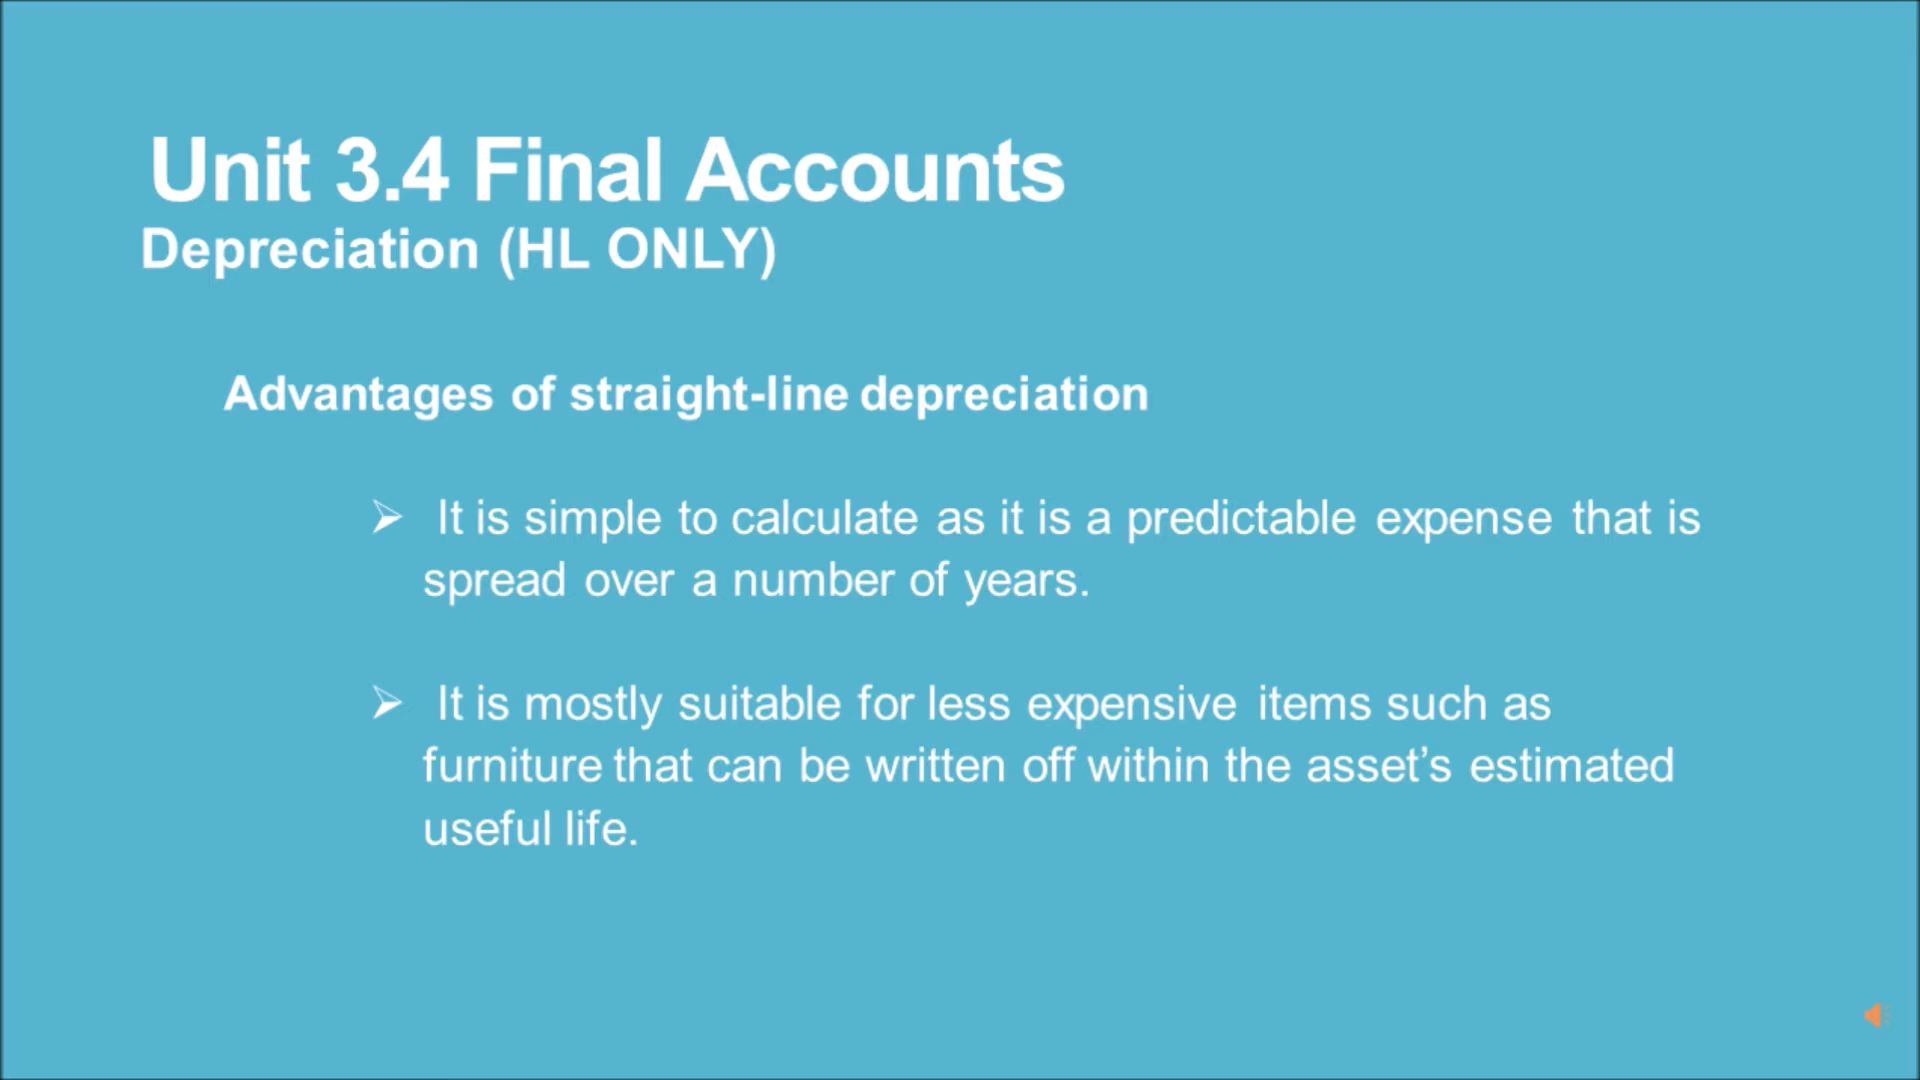 Unit 3.4 Final Accounts
Depreciation (HL ONLY)
Advantages of straight-line depreciation
➢ It is simple to calculate as it is a predictable expense that is
spread over a number of years.
➢ It is mostly suitable for less expensive items such as
furniture that can be written off within the asset’s estimated
useful life.